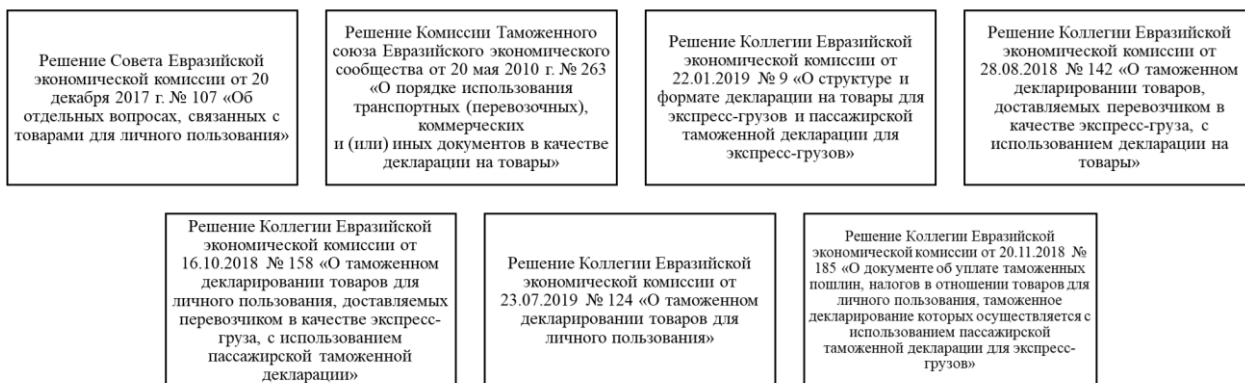 Решение Совета Евразийской
экономической комиссии от 20
декабря 2017 г. № 107 «Об
отдельных вопросах, связанных с
товарами для личного пользования»
Решение Комиссии Таможенного
союза Евразийского экономического
сообщества от 20 мая 2010 г. № 263
«О порядке использования
транспортных (перевозочных),
коммерческих
и (или) иных документов в качестве
декларации на товары»
Решение Коллегии Евразийской
экономической комиссии от
22.01.2019 № 9 «О структуре и
формате декларации на товары для
экспресс-грузов и пассажирской
таможенной декларации для
экспресс-грузов»
Решение Коллегии Евразийской
экономической комиссии от
28.08.2018 № 142 «О таможенном
декларировании товаров,
доставляемых перевозчиком в
качестве экспресс-груза, с
использованием декларации на
товары»
Решение Коллегии Евразийской
экономической комиссии от
16.10.2018 № 158 «О таможенном
декларировании товаров для
личного пользования, доставляемых
перевозчиком в качестве экспресс-
груза, с использованием
пассажирской таможенной
декларации»
Решение Коллегии Евразийской
экономической комиссии от
23.07.2019 № 124 «О таможенном
декларировании товаров для
личного пользования»
Решение Коллегии Евразийской
экономической комиссии от 20.11.2018 №
185 «О документе об уплате таможенных
пошлин, налогов в отношении товаров для
личного пользования, таможенное
декларирование которых осуществляется с
использованием пассажирской
таможенной декларации для экспресс-
грузов»